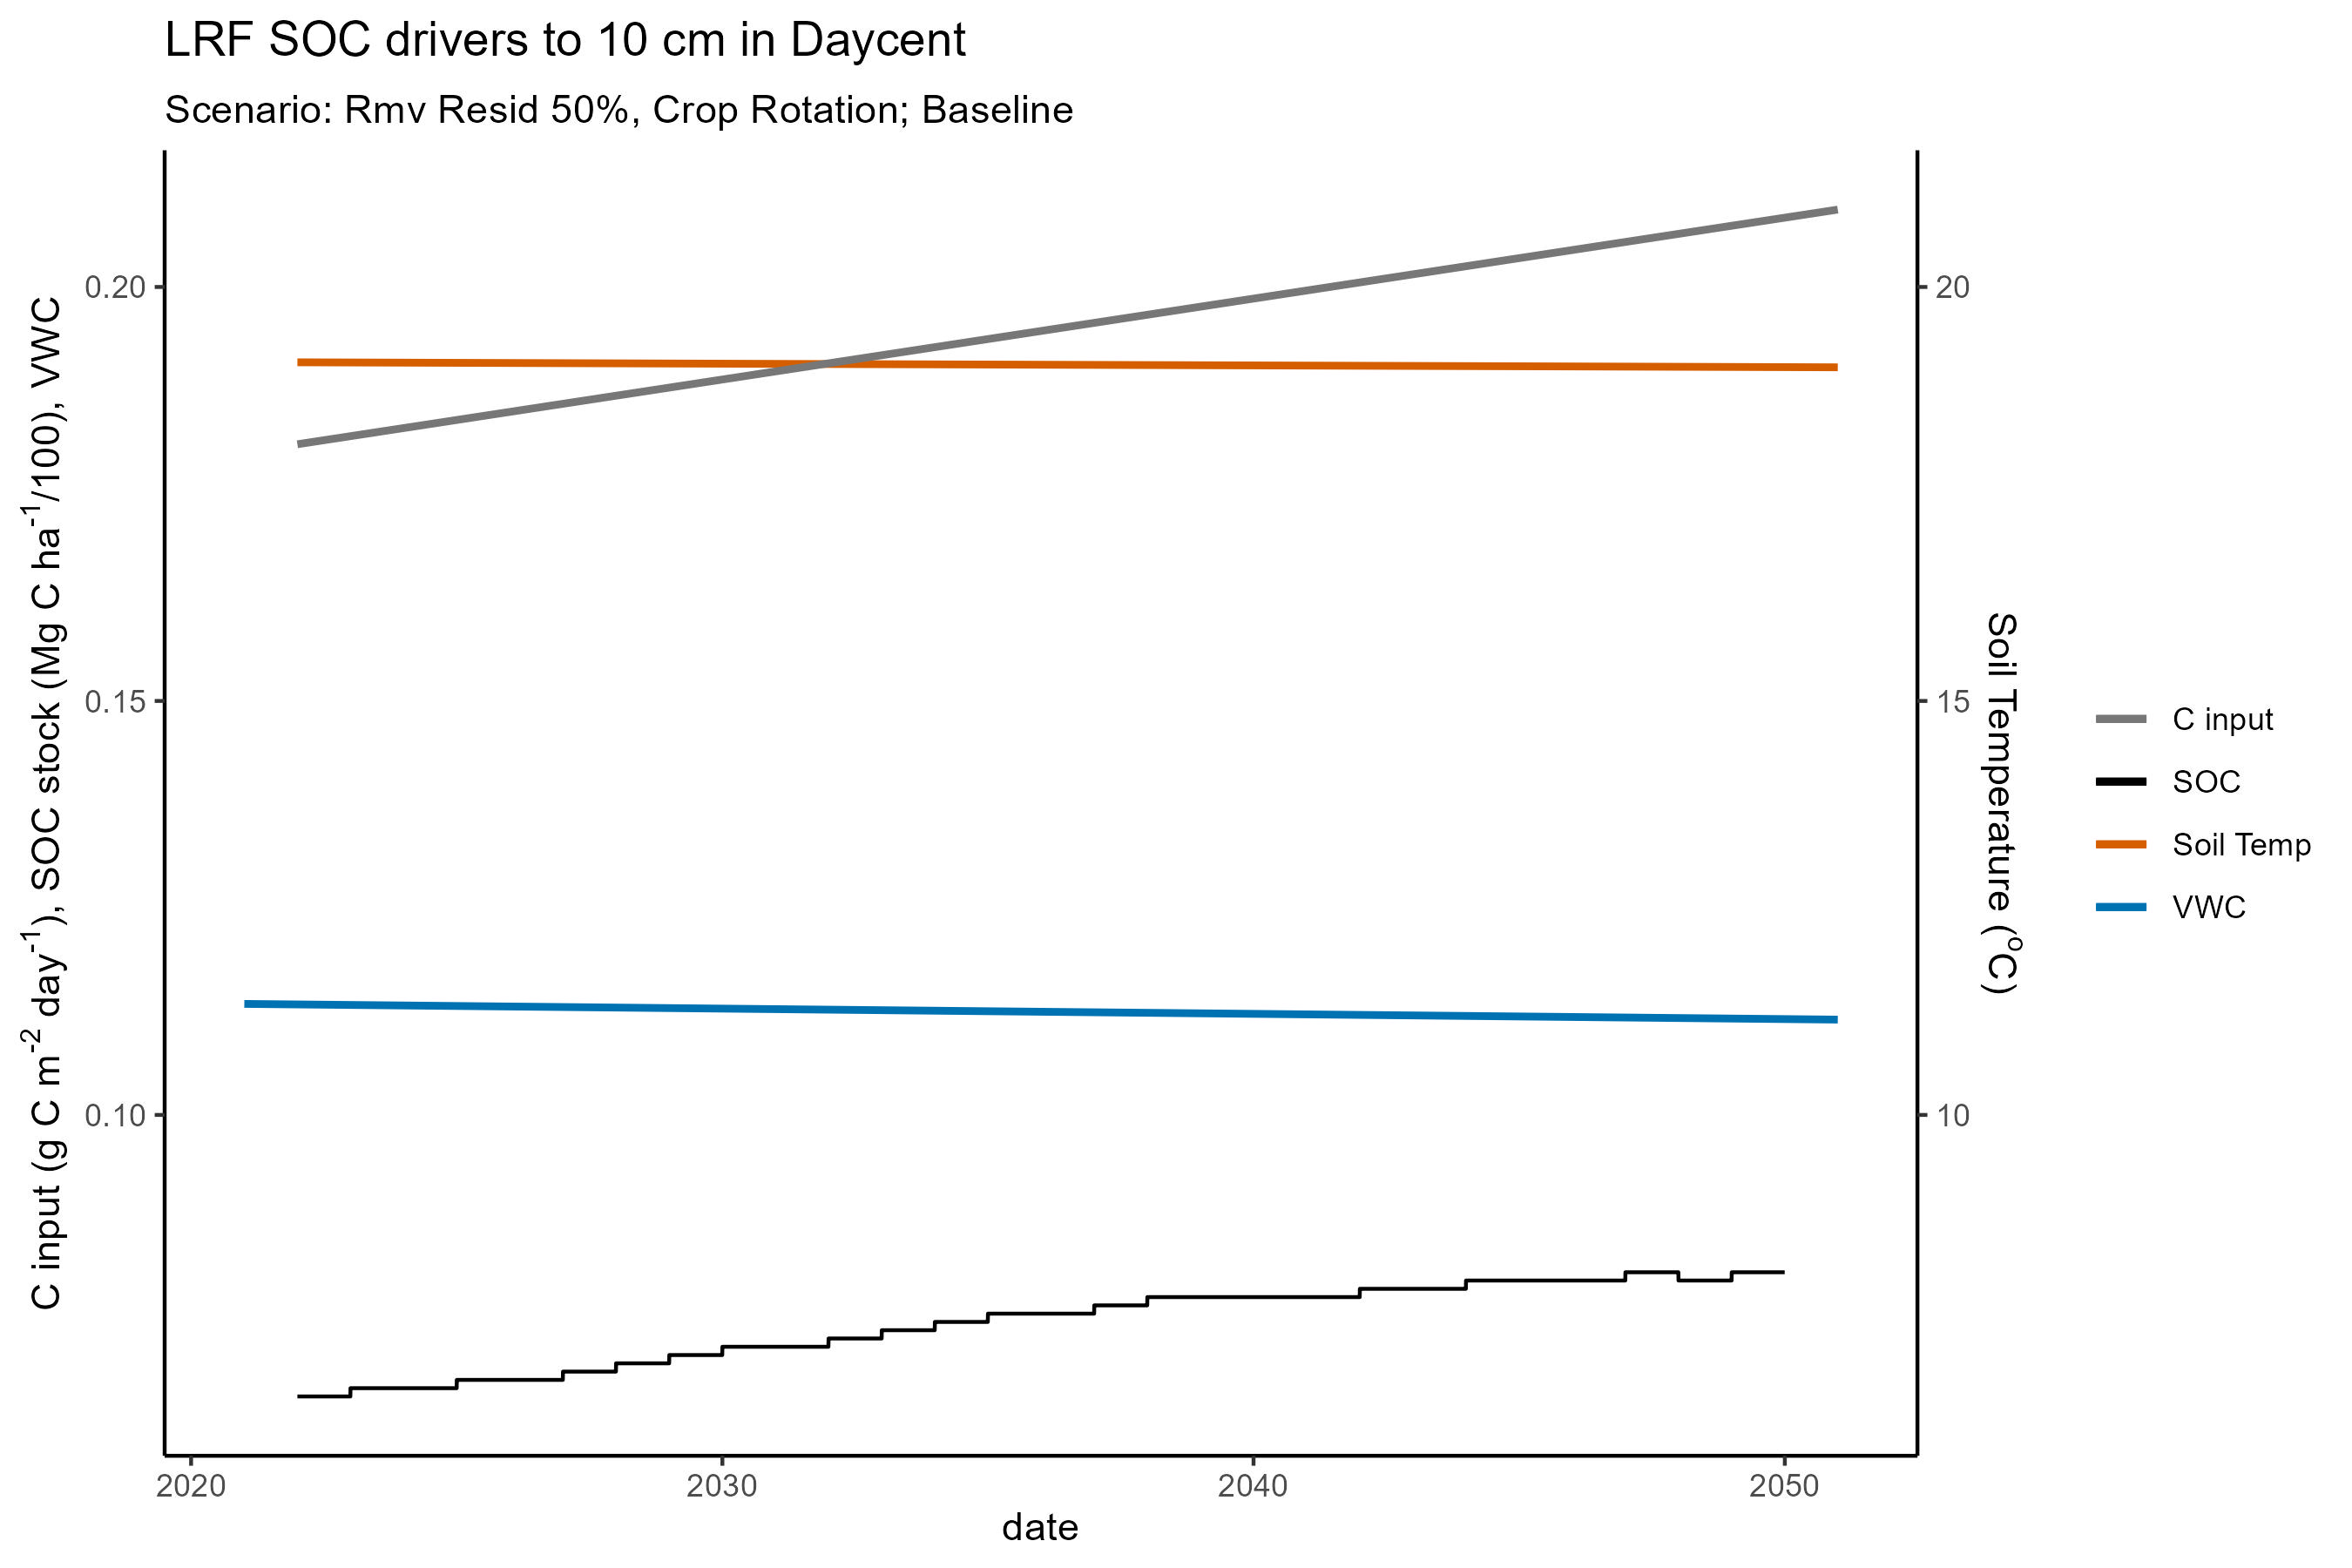 LRF SOC drivers to 10 cm in Daycent
Scenario: Rmv Resid 50%, Crop Rotation; Baseline
C input (g C m⁻² day⁻¹), SOC stock (Mg C ha⁻¹/100), VWC
0.20
0.15
0.10
20
15
10
Soil Temperature (ºC)
C input
SOC
Soil Temp
VWC
2020
2030
2040
2050
date